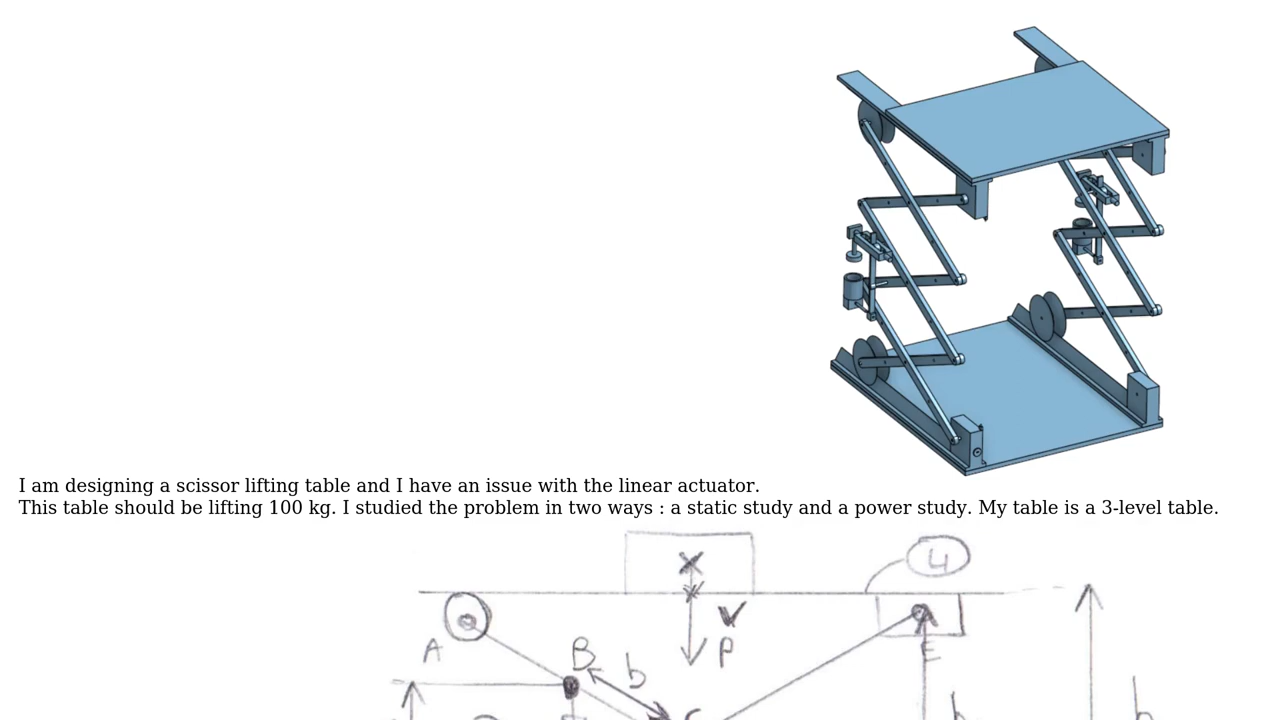 I am designing a scissor lifting table and I have an issue with the linear actuator.
This table should be lifting 100 kg. I studied the problem in two ways : a static study and a power study. My table is a 3-level table.
4
A
B
b
P
E